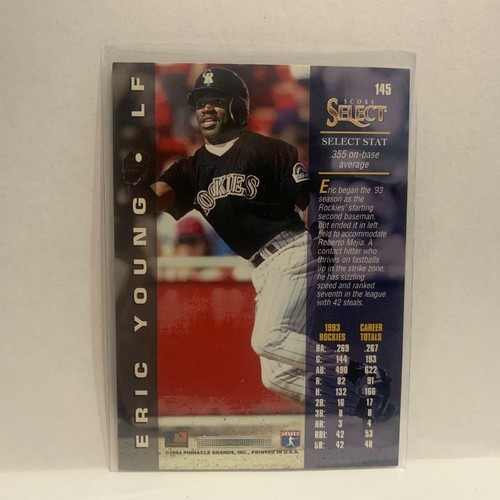 145
SCORE
SELECT
SELECT STAT
.355 on-base
average
Eric began the '93
season as the
Rockies' starting
second baseman,
but ended it in left
field to accommodate
Roberto Mejia. A
contact hitter who
thrives on fastballs
up in the strike zone,
he has sizzling
speed and ranked
seventh in the league
with 42 steals.
1993 CAREER
ROCKIES TOTALS
BA: .269 .267
G: 144 193
AB: 490 622
R: 82 91
H: 132 166
2B: 16 17
3B: 8 8
HR: 3 4
RBI: 42 53
SB: 42 48
ERIC YOUNG • LF
ROCKIES
©1994 PINNACLE BRANDS, INC., PRINTED IN U.S.A.